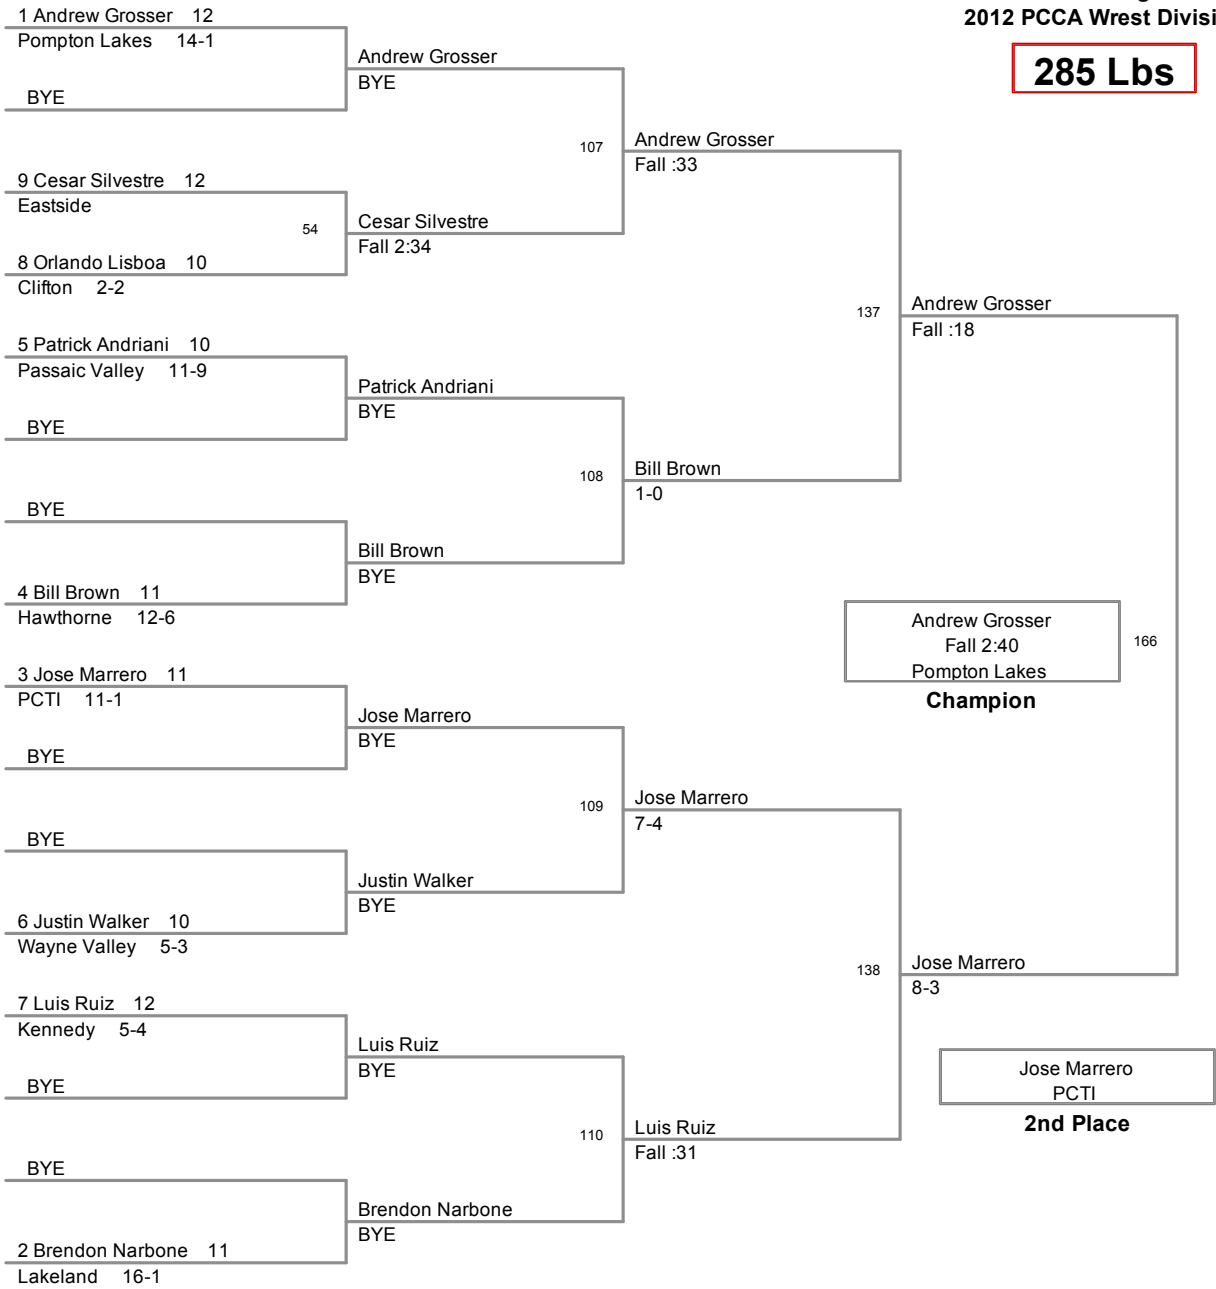 2012 PCCA Wrest Divisi
285 Lbs
1 Andrew Grosser 12
Pompton Lakes 14-1
BYE
Andrew Grosser
BYE
9 Cesar Silvestre 12
Eastside
54
8 Orlando Lisboa 10
Clifton 2-2
Cesar Silvestre
Fall 2:34
107
Andrew Grosser
Fall :33
5 Patrick Andriani 10
Passaic Valley 11-9
BYE
Patrick Andriani
BYE
BYE
4 Bill Brown 11
Hawthorne 12-6
Bill Brown
BYE
108
Bill Brown
1-0
137
Andrew Grosser
Fall :18
3 Jose Marrero 11
PCTI 11-1
BYE
Jose Marrero
BYE
BYE
6 Justin Walker 10
Wayne Valley 5-3
Justin Walker
BYE
109
Jose Marrero
7-4
7 Luis Ruiz 12
Kennedy 5-4
BYE
Luis Ruiz
BYE
BYE
2 Brendon Narbone 11
Lakeland 16-1
Brendon Narbone
BYE
110
Luis Ruiz
Fall :31
138
Jose Marrero
8-3
166
Andrew Grosser
Fall 2:40
Pompton Lakes
Champion
Jose Marrero
PCTI
2nd Place